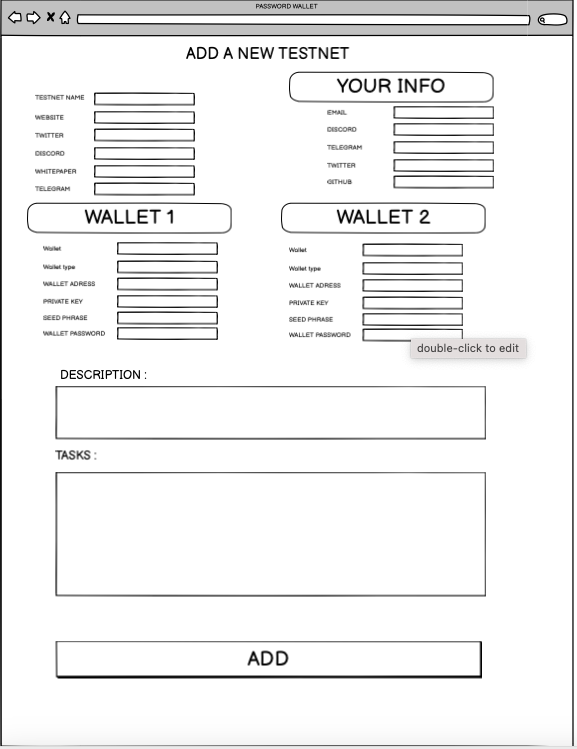 PASSWORD WALLET
ADD A NEW TESTNET
TESTNET NAME
WEBSITE
TWITTER
DISCORD
WHITEPAPER
TELEGRAM
YOUR INFO
EMAIL
DISCORD
TELEGRAM
TWITTER
GITHUB
WALLET 1
Wallet
Wallet type
WALLET ADRESS
PRIVATE KEY
SEED PHRASE
WALLET PASSWORD
WALLET 2
Wallet
Wallet type
WALLET ADRESS
PRIVATE KEY
SEED PHRASE
WALLET PASSWORD
double-click to edit
DESCRIPTION :
TASKS :
ADD